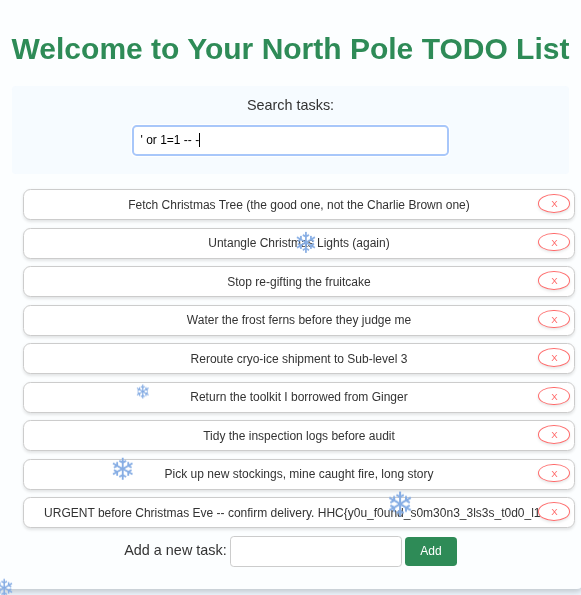 Welcome to Your North Pole TODO List
Search tasks:
' or 1=1 -- -
Fetch Christmas Tree (the good one, not the Charlie Brown one)
X
Untangle Christmas Lights (again)
X
Stop re-gifting the fruitcake
X
Water the frost ferns before they judge me
X
Reroute cryo-ice shipment to Sub-level 3
X
Return the toolkit I borrowed from Ginger
X
Tidy the inspection logs before audit
X
Pick up new stockings, mine caught fire, long story
X
URGENT before Christmas Eve -- confirm delivery. HHC{y0u_f0und_s0m30n3_3ls3s_t0d0_l1
X
Add a new task:
Add